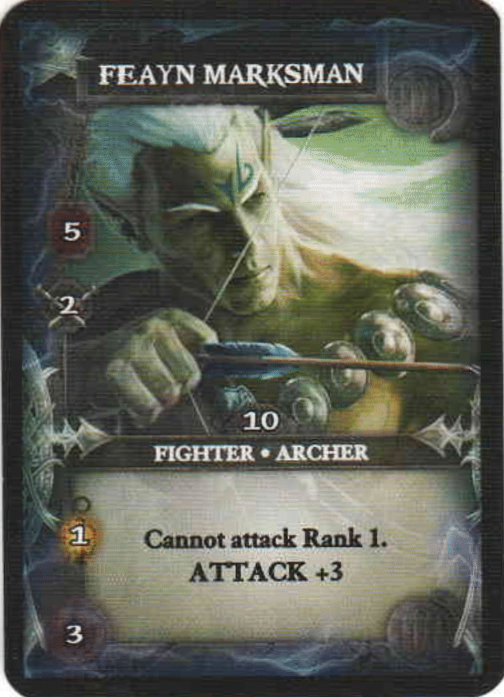 FEAYN MARKSMAN
5
2
10
FIGHTER • ARCHER
1
Cannot attack Rank 1.
ATTACK +3
3